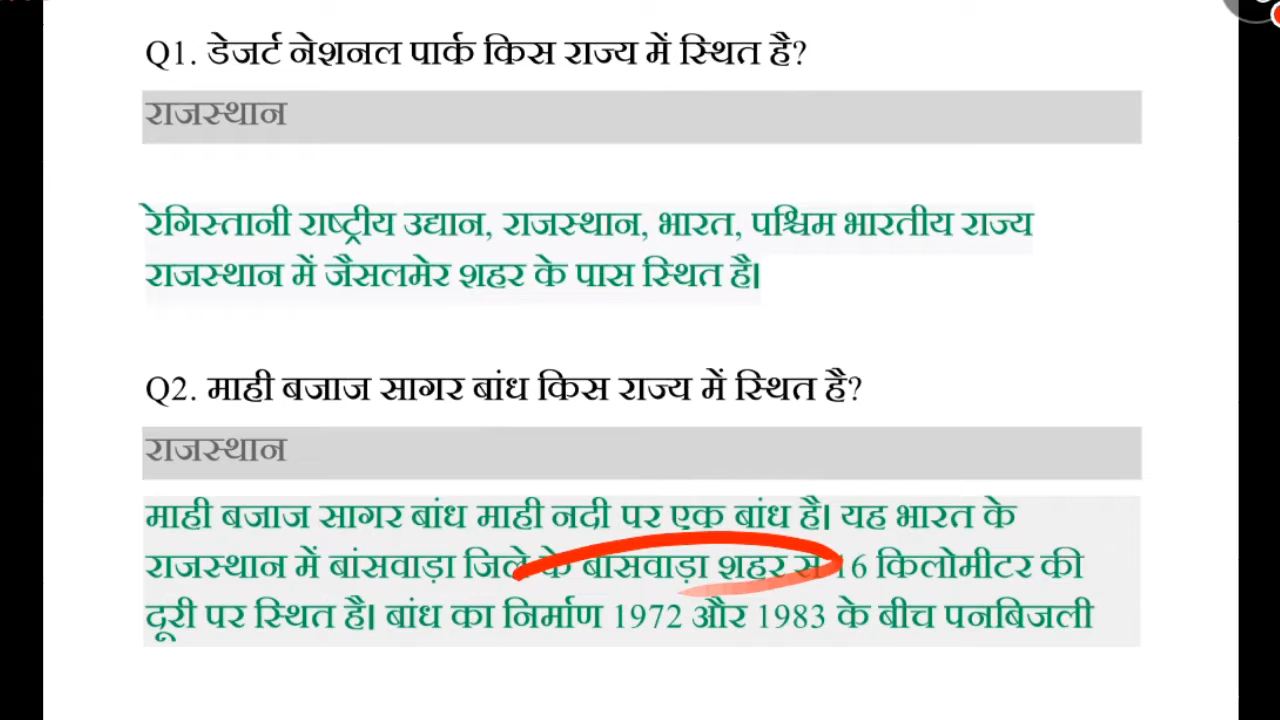 Q1. डेजर्ट नेशनल पार्क किस राज्य में स्थित है?
राजस्थान
रेगिस्तानी राष्ट्रीय उद्यान, राजस्थान, भारत, पश्चिम भारतीय राज्य
राजस्थान में जैसलमेर शहर के पास स्थित है।
Q2. माही बजाज सागर बांध किस राज्य में स्थित है?
राजस्थान
माही बजाज सागर बांध माही नदी पर एक बांध है। यह भारत के
राजस्थान में बांसवाड़ा जिले के बांसवाड़ा शहर से 16 किलोमीटर की
दूरी पर स्थित है। बांध का निर्माण 1972 और 1983 के बीच पनबिजली